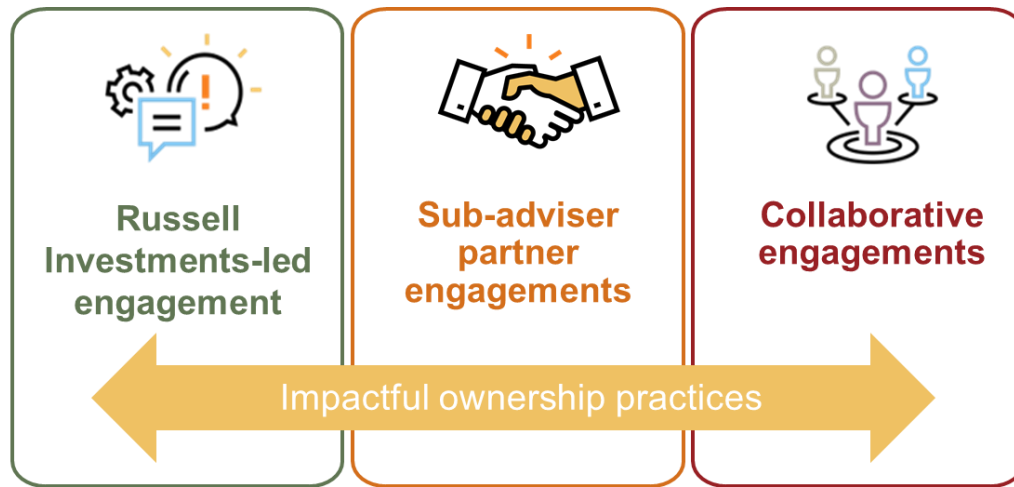 Russell
Investments-led
engagement
Sub-adviser
partner
engagements
Collaborative
engagements
Impactful ownership practices